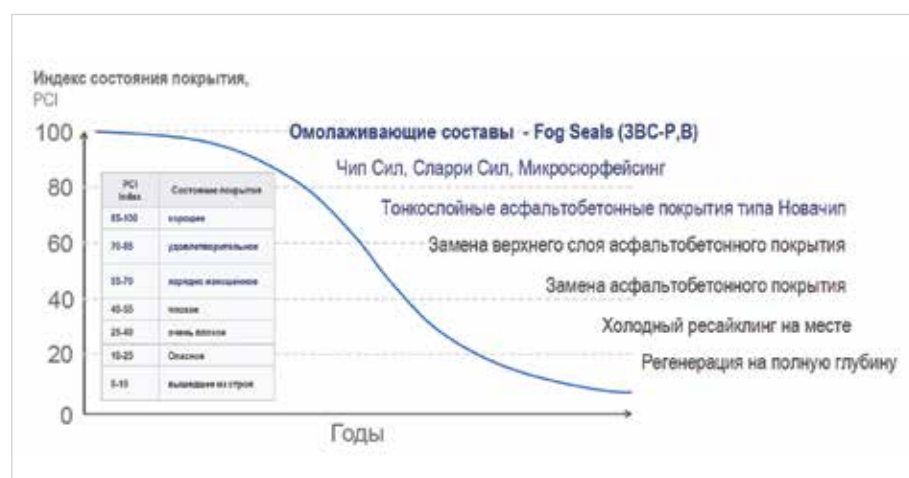 Индекс состояния покрытия,
PCI
100
Омолаживающие составы - Fog Seals (ЗВС-Р,В)
Чип Сил, Сларри Сил, Микросюрфейсинг
80
Тонкослойные асфальтобетонные покрытия типа Новачип
60
Замена верхнего слоя асфальтобетонного покрытия
Замена асфальтобетонного покрытия
40
Холодный ресайклинг на месте
20
Регенерация на полную глубину
0
Годы
PCI Index Состояние покрытия
85-100 хорошее
70-85 удовлетворительное
55-70 изношенное
40-55 плохое
25-40 очень плохое
10-25 Опасное
0-10 вышедшее из строя